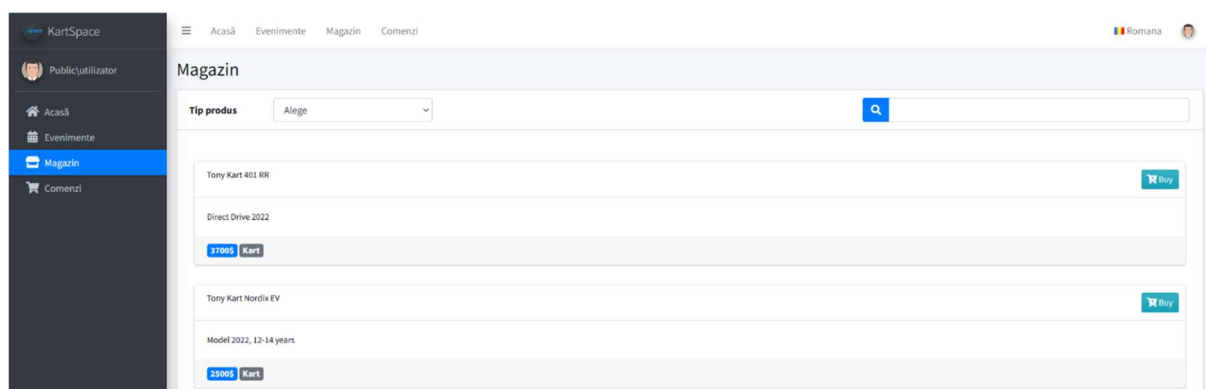 KartSpace
Acasă Evenimente Magazin Comenzi
Romana
Public\utilizator
Acasă
Evenimente
Magazin
Comenzi
Magazin
Tip produs Alege
Tony Kart 401 RR
Buy
Direct Drive 2022
3700$ Kart
Tony Kart Nordix EV
Buy
Model 2022, 12-14 years
2500$ Kart